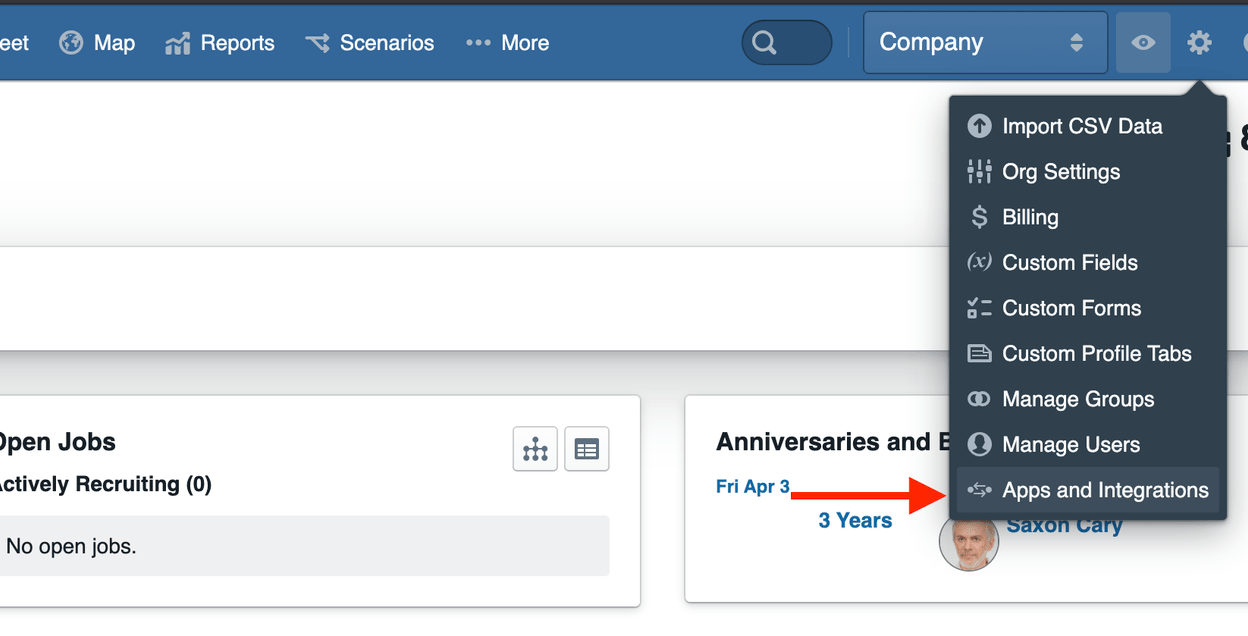 eet
Map
Reports
Scenarios
More
Company
Import CSV Data
Org Settings
Billing
Custom Fields
Custom Forms
Custom Profile Tabs
Manage Groups
Manage Users
Apps and Integrations
Open Jobs
Actively Recruiting (0)
No open jobs.
Anniversaries and
Fri Apr 3
3 Years
Saxon Cary